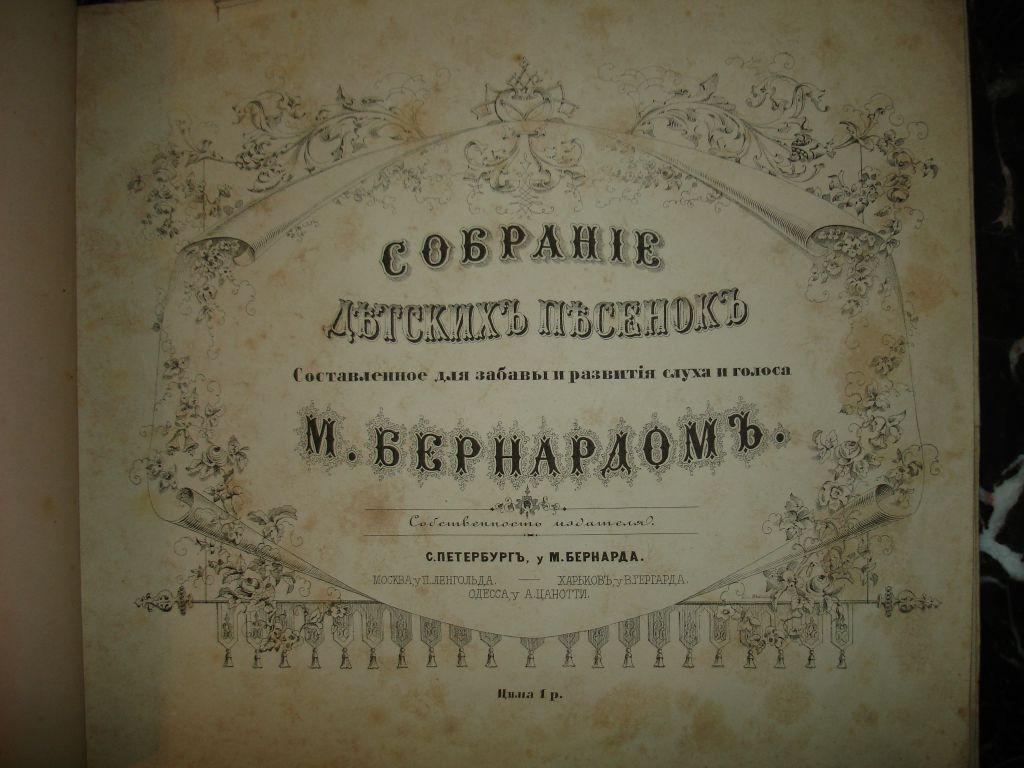 СОБРАНІЕ
ДѢТСКИХЪ ПѢСЕНОКЪ
Составленное для забавы и развитія слуха и голоса
М. БЕРНАРДОМЪ.
Собственность издателя.
С. ПЕТЕРБУРГЪ, у М. БЕРНАРДА.
МОСКВА, у П. ЛЕНГОЛЬДА. — ХАРЬКОВЪ, у В. ГЕРГАРДА.
ОДЕССА, у А. ЦАНОТТИ.
Цѣна 1 р.